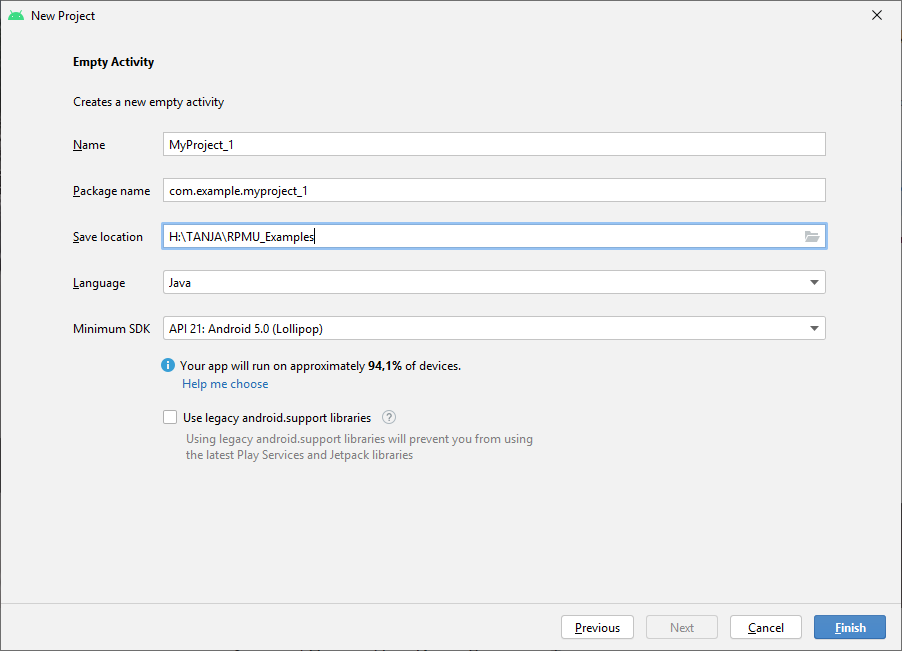 New Project
Empty Activity
Creates a new empty activity
Name MyProject_1
Package name com.example.myproject_1
Save location H:\TANJA\RPMU_Examples
Language Java
Minimum SDK API 21: Android 5.0 (Lollipop)
Your app will run on approximately 94,1% of devices.
Help me choose
Use legacy android.support libraries ?
Using legacy android.support libraries will prevent you from using
the latest Play Services and Jetpack libraries
Previous Next Cancel Finish